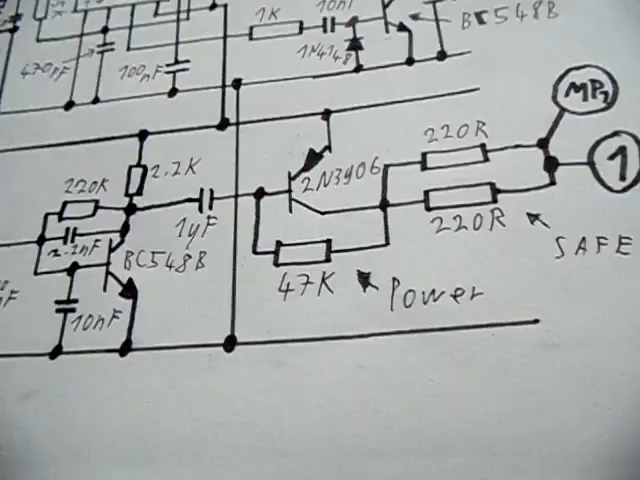 1K
10nF
BC548B
1N4148
470nF
100nF
MP1
220R
1
2.2K
220K
2N3906
1µF
220R
SAFE
2.2nF
BC548B
47K
Power
10nF